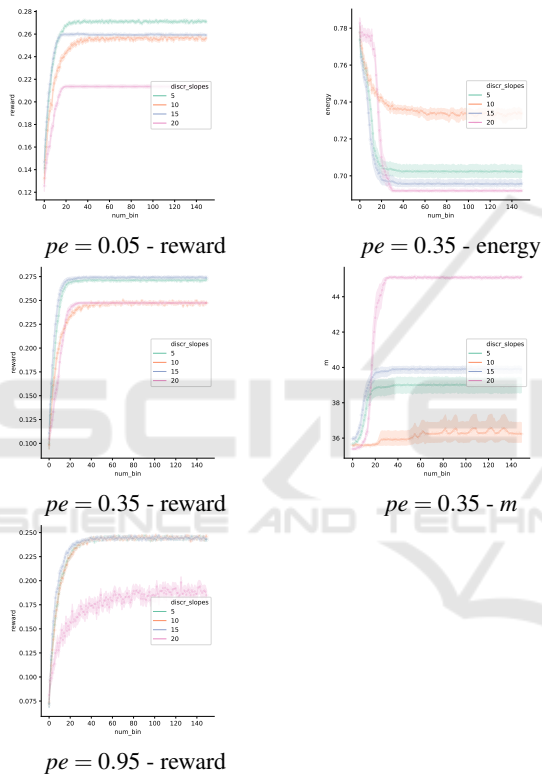 0.28
0.26
0.24
0.22
0.20
0.18
0.16
0.14
0.12
reward
discr_slopes
5
10
15
20
0 20 40 60 80 100 120 140
num_bin
pe = 0.05 - reward
0.78
0.76
0.74
0.72
0.70
energy
discr_slopes
5
10
15
20
0 20 40 60 80 100 120 140
num_bin
pe = 0.35 - energy
0.275
0.250
0.225
0.200
0.175
0.150
0.125
0.100
reward
discr_slopes
5
10
15
20
0 20 40 60 80 100 120 140
num_bin
pe = 0.35 - reward
44
42
40
38
36
m
discr_slopes
5
10
15
20
0 20 40 60 80 100 120 140
num_bin
pe = 0.35 - m
SCITE
SCIENCE AND TECHN
0.250
0.225
0.200
0.175
0.150
0.125
0.100
0.075
reward
discr_slopes
5
10
15
20
0 20 40 60 80 100 120 140
num_bin
pe = 0.95 - reward